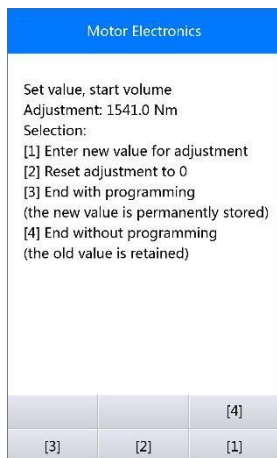 Motor Electronics
Set value, start volume
Adjustment: 1541.0 Nm
Selection:
[1] Enter new value for adjustment
[2] Reset adjustment to 0
[3] End with programming
(the new value is permanently stored)
[4] End without programming
(the old value is retained)
[4]
[3] [2] [1]